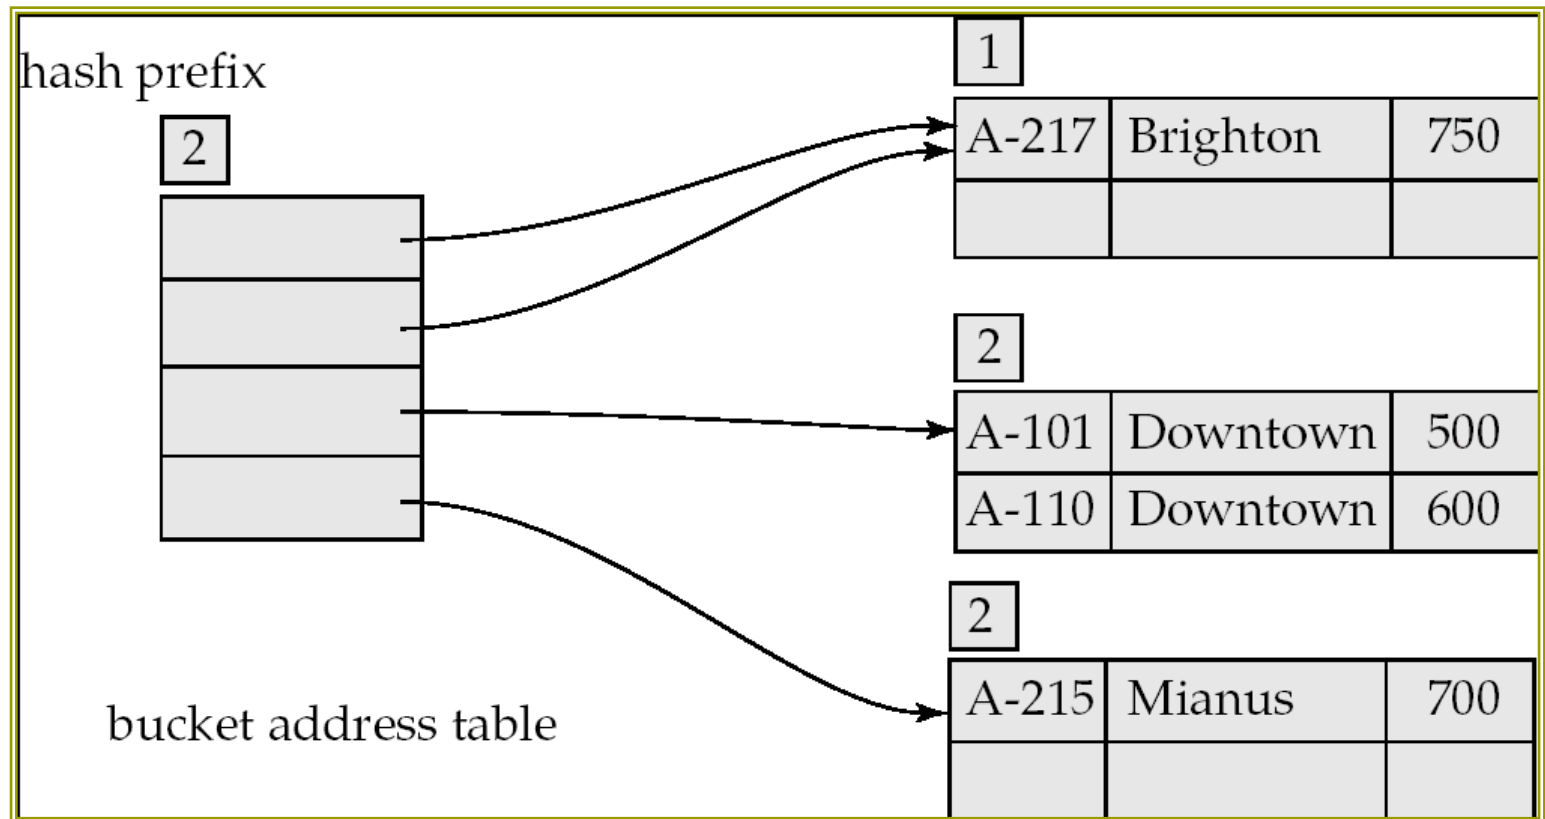 hash prefix
2
1
A-217 Brighton 750
2
A-101 Downtown 500
A-110 Downtown 600
2
A-215 Mianus 700
bucket address table